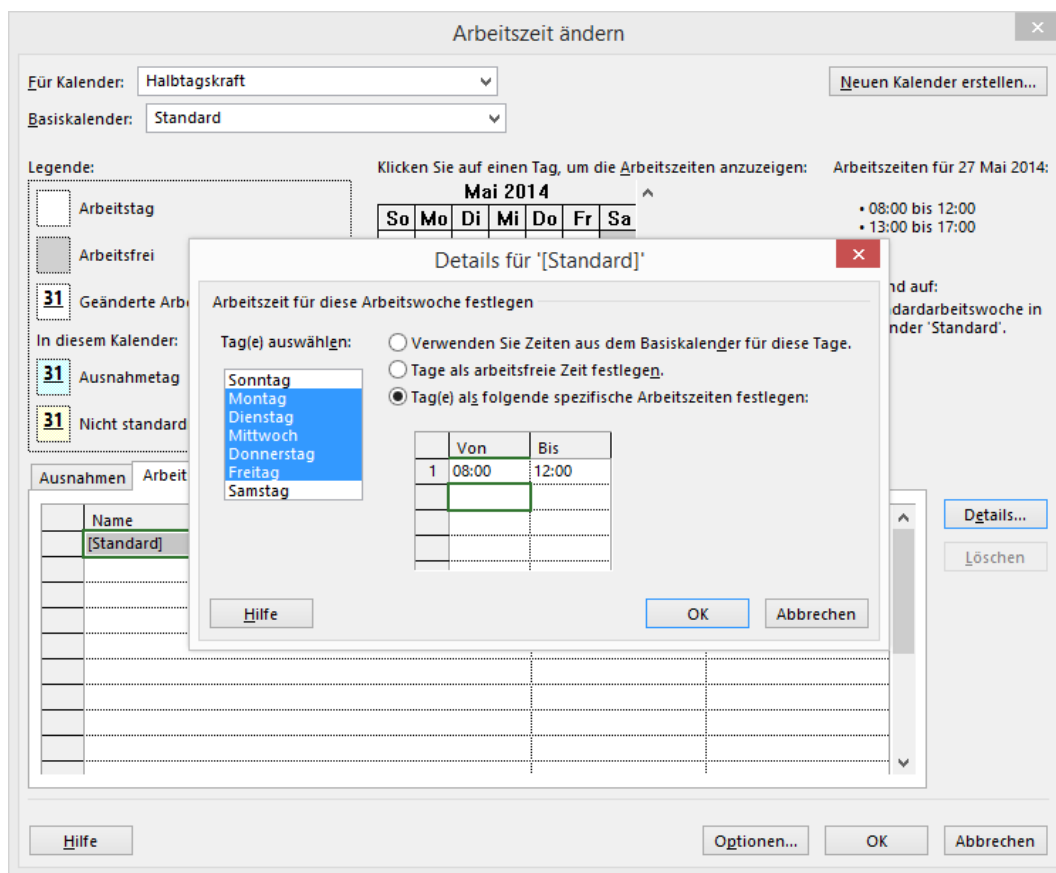 Arbeitszeit ändern
Für Kalender: Halbtagskraft
Neuen Kalender erstellen...
Basiskalender: Standard
Legende:
Klicken Sie auf einen Tag, um die Arbeitszeiten anzuzeigen:
Arbeitszeiten für 27 Mai 2014:
Arbeitstag
Mai 2014
So Mo Di Mi Do Fr Sa
• 08:00 bis 12:00
• 13:00 bis 17:00
Arbeitsfrei
31 Geänderte Arb
nd auf:
dardarbeitswoche in
nder 'Standard'.
In diesem Kalender:
31 Ausnahmetag
31 Nicht standard
Details für '[Standard]'
Arbeitszeit für diese Arbeitswoche festlegen
Tag(e) auswählen:
Sonntag
Montag
Dienstag
Mittwoch
Donnerstag
Freitag
Samstag
Verwenden Sie Zeiten aus dem Basiskalender für diese Tage.
Tage als arbeitsfreie Zeit festlegen.
Tag(e) als folgende spezifische Arbeitszeiten festlegen:
Von Bis
1 08:00 12:00
Hilfe
OK
Abbrechen
Ausnahmen
Arbeit
Name
[Standard]
Details...
Löschen
Hilfe
Optionen...
OK
Abbrechen